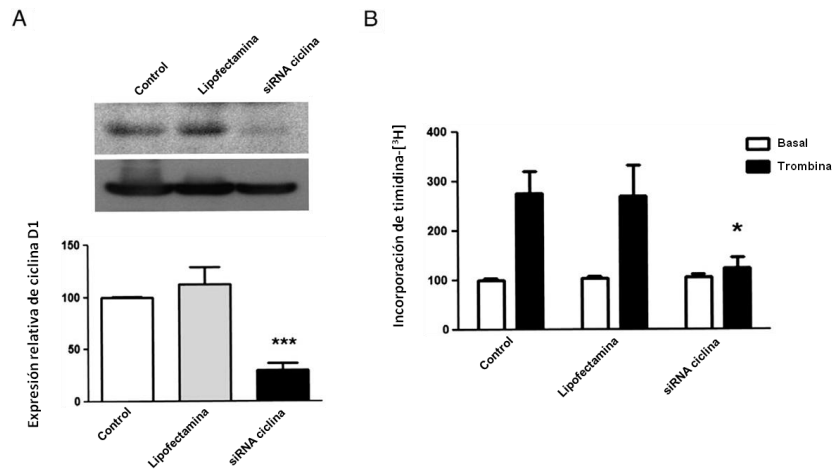 A
Control
Lipofectamina
siRNA ciclina
Expresión relativa de ciclina D1
150
100
50
0
***
Control
Lipofectamina
siRNA ciclina
B
Incorporación de timidina-[³H]
400
300
200
100
0
*
Basal
Trombina
Control
Lipofectamina
siRNA ciclina